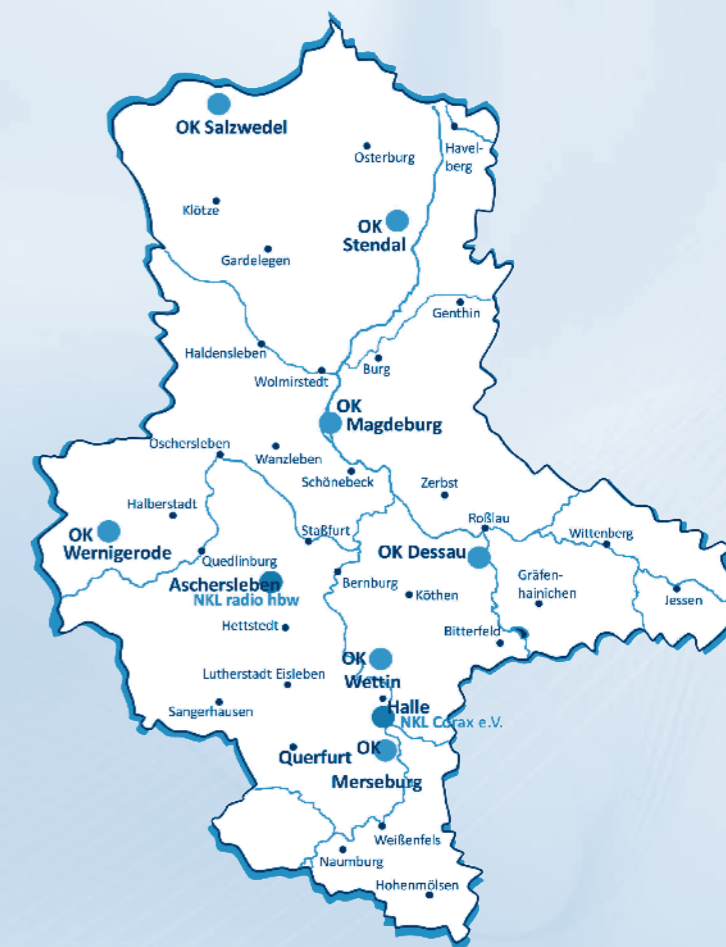 OK Salzwedel
Osterburg
Havel-
berg
Klötze
OK
Stendal
Gardelegen
Genthin
Haldensleben
Burg
Wolmirstedt
OK
Magdeburg
Oschersleben
Wanzleben
Schönebeck
Zerbst
Halberstadt
Roßlau
OK
Wernigerode
Staßfurt
Wittenberg
Quedlinburg
OK Dessau
Aschersleben
NKL radio hbw
Bernburg
Köthen
Gräfen-
hainichen
Jessen
Hettstedt
Bitterfeld
OK
Wettin
Lutherstadt Eisleben
Sangerhausen
Halle
NKL Corax e.V.
Querfurt
OK
Merseburg
Weißenfels
Naumburg
Hohenmölsen